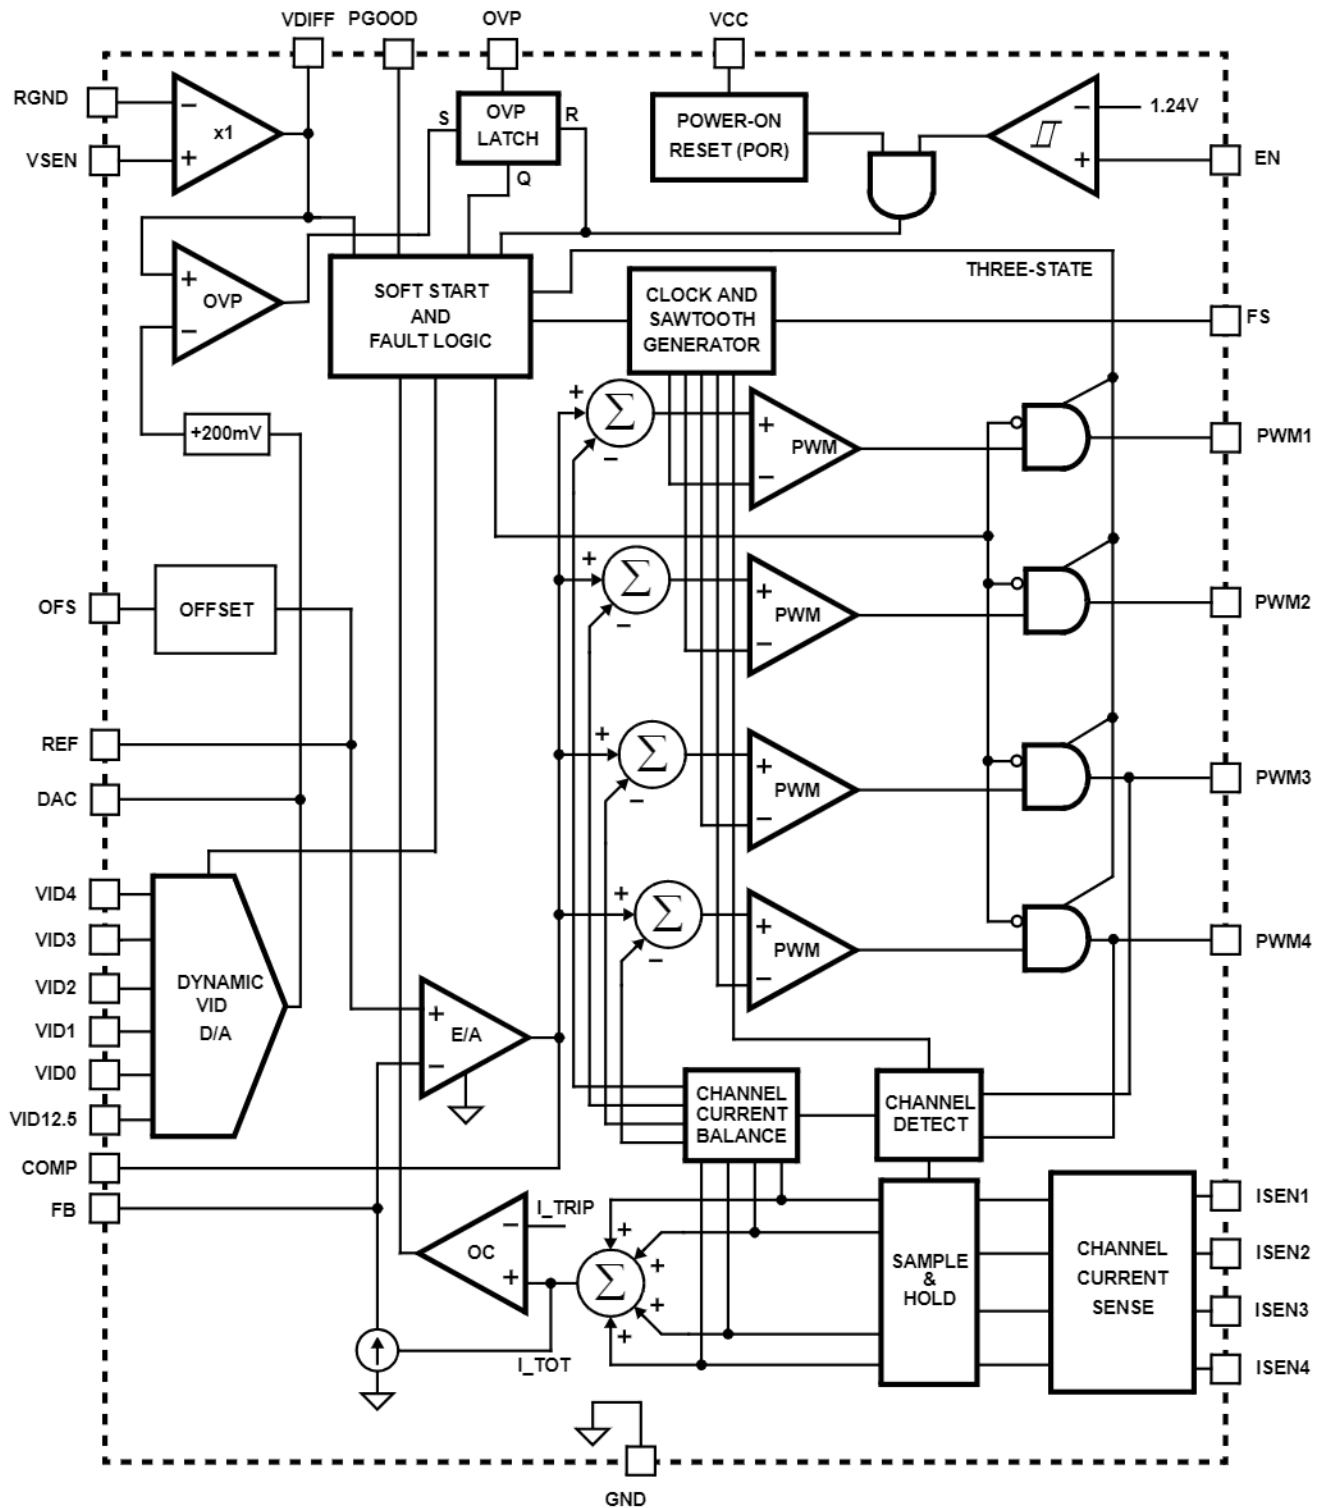 VDIFF PGOOD OVP VCC
RGND
VSEN
x1
−
+
S
OVP
LATCH
R
Q
POWER-ON
RESET (POR)
−
+
1.24V
EN
+
−
OVP
SOFT START
AND
FAULT LOGIC
CLOCK AND
SAWTOOTH
GENERATOR
THREE-STATE
FS
+200mV
+
Σ
−
+
−
PWM
PWM1
OFS
OFFSET
+
Σ
−
+
−
PWM
PWM2
REF
DAC
+
Σ
−
+
−
PWM
PWM3
VID4
VID3
VID2
VID1
VID0
VID12.5
DYNAMIC
VID
D/A
+
Σ
−
+
−
PWM
PWM4
+
−
E/A
COMP
FB
CHANNEL
CURRENT
BALANCE
CHANNEL
DETECT
I_TRIP
−
+
OC
I_TOT
Σ
+
+
+
+
SAMPLE
&
HOLD
CHANNEL
CURRENT
SENSE
ISEN1
ISEN2
ISEN3
ISEN4
GND